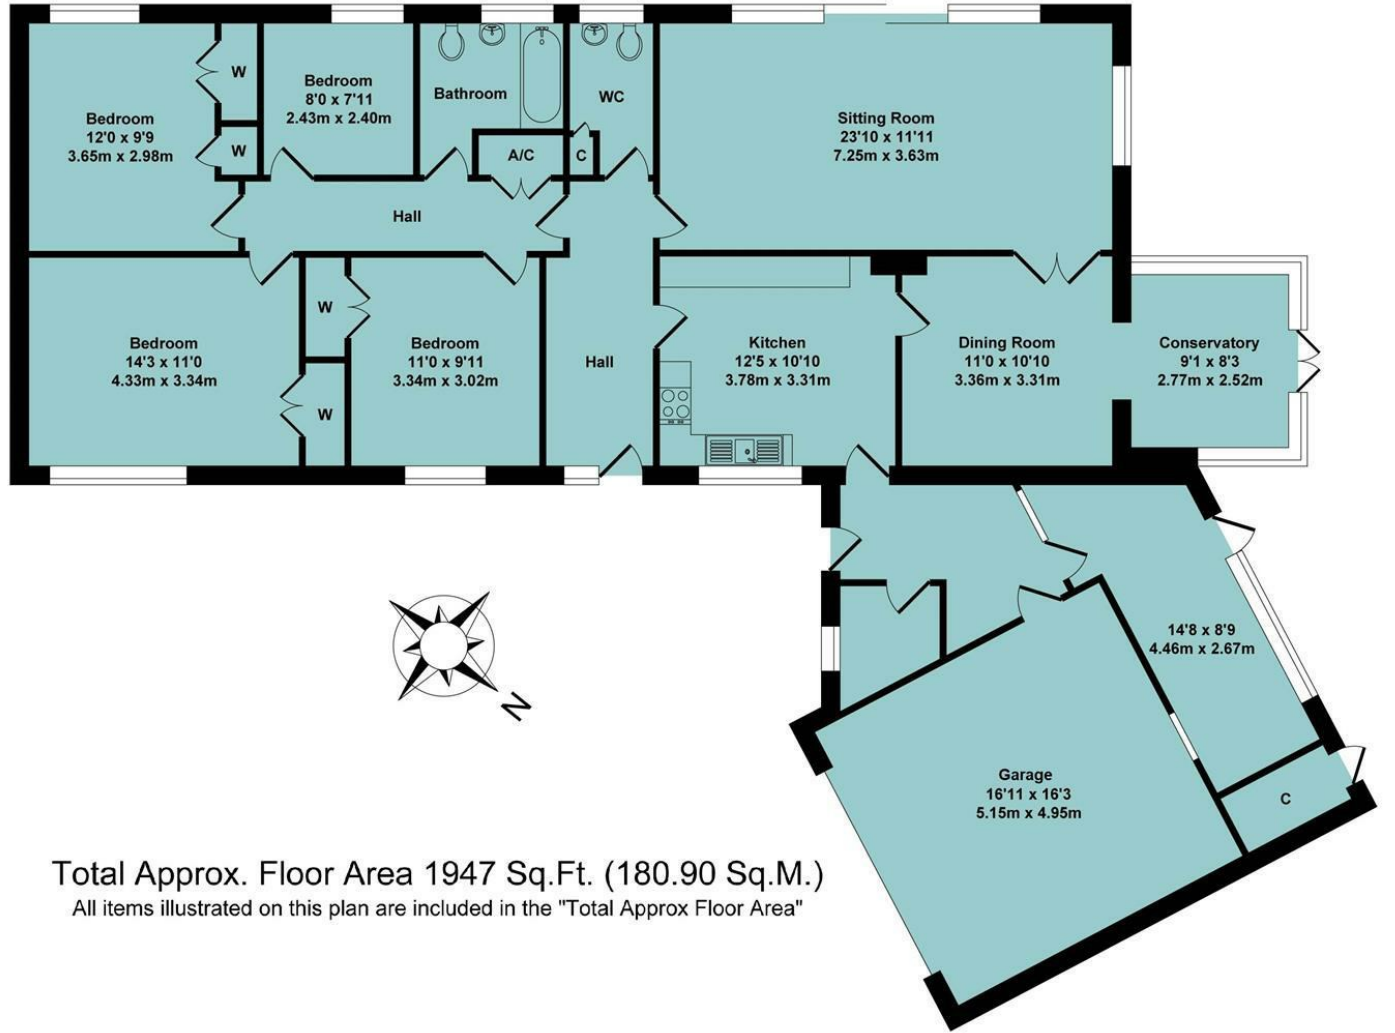 Bedroom
12'0 x 9'9
3.65m x 2.98m
W
W
Bedroom
8'0 x 7'11
2.43m x 2.40m
Bathroom
A/C
WC
C
Sitting Room
23'10 x 11'11
7.25m x 3.63m
Hall
Bedroom
14'3 x 11'0
4.33m x 3.34m
W
W
Bedroom
11'0 x 9'11
3.34m x 3.02m
Hall
Kitchen
12'5 x 10'10
3.78m x 3.31m
Dining Room
11'0 x 10'10
3.36m x 3.31m
Conservatory
9'1 x 8'3
2.77m x 2.52m
N
14'8 x 8'9
4.46m x 2.67m
Garage
16'11 x 16'3
5.15m x 4.95m
C
Total Approx. Floor Area 1947 Sq.Ft. (180.90 Sq.M.)
All items illustrated on this plan are included in the "Total Approx Floor Area"